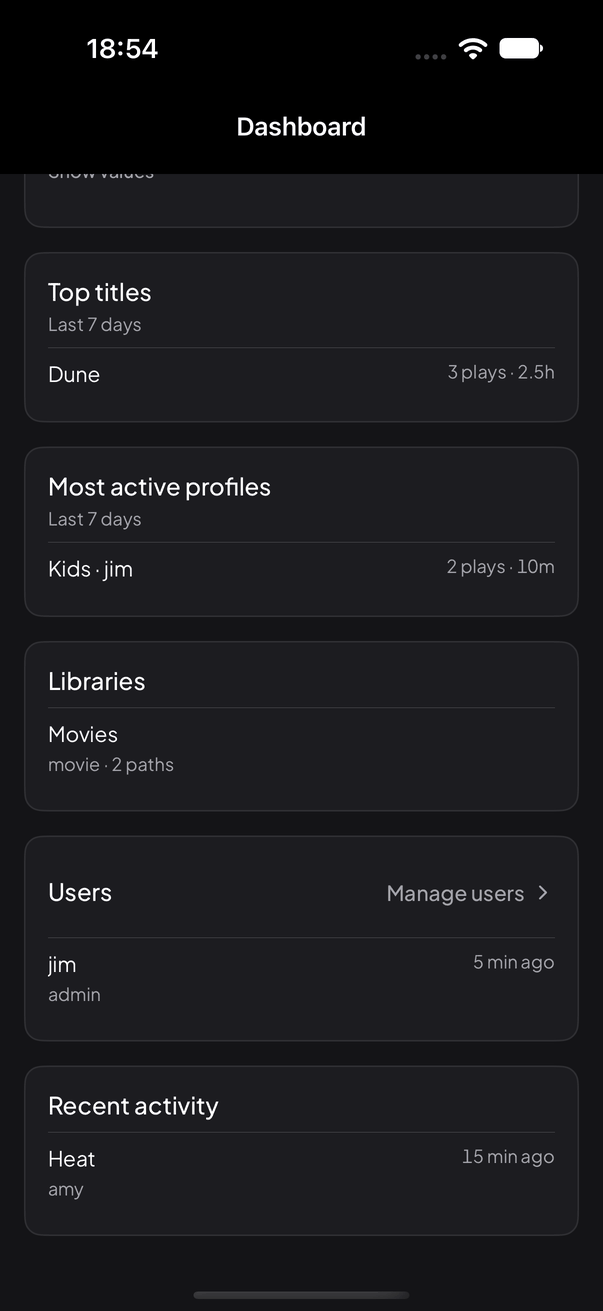 18:54
Dashboard
Show values
Top titles
Last 7 days
Dune
3 plays · 2.5h
Most active profiles
Last 7 days
Kids · jim
2 plays · 10m
Libraries
Movies
movie · 2 paths
Users
Manage users
jim
5 min ago
admin
Recent activity
Heat
15 min ago
amy